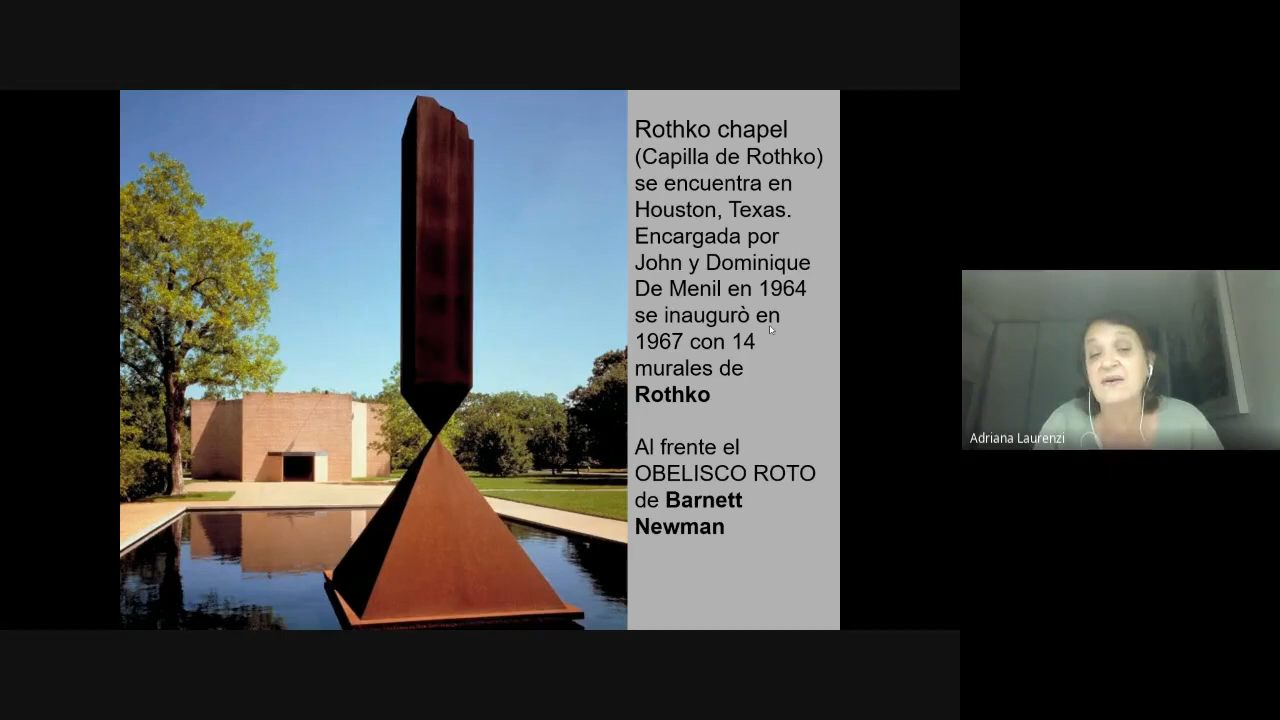 Rothko chapel
(Capilla de Rothko)
se encuentra en
Houston, Texas.
Encargada por
John y Dominique
De Menil en 1964
se inaugurò en
1967 con 14
murales de
Rothko
Al frente el
OBELISCO ROTO
de Barnett
Newman
Adriana Laurenzi